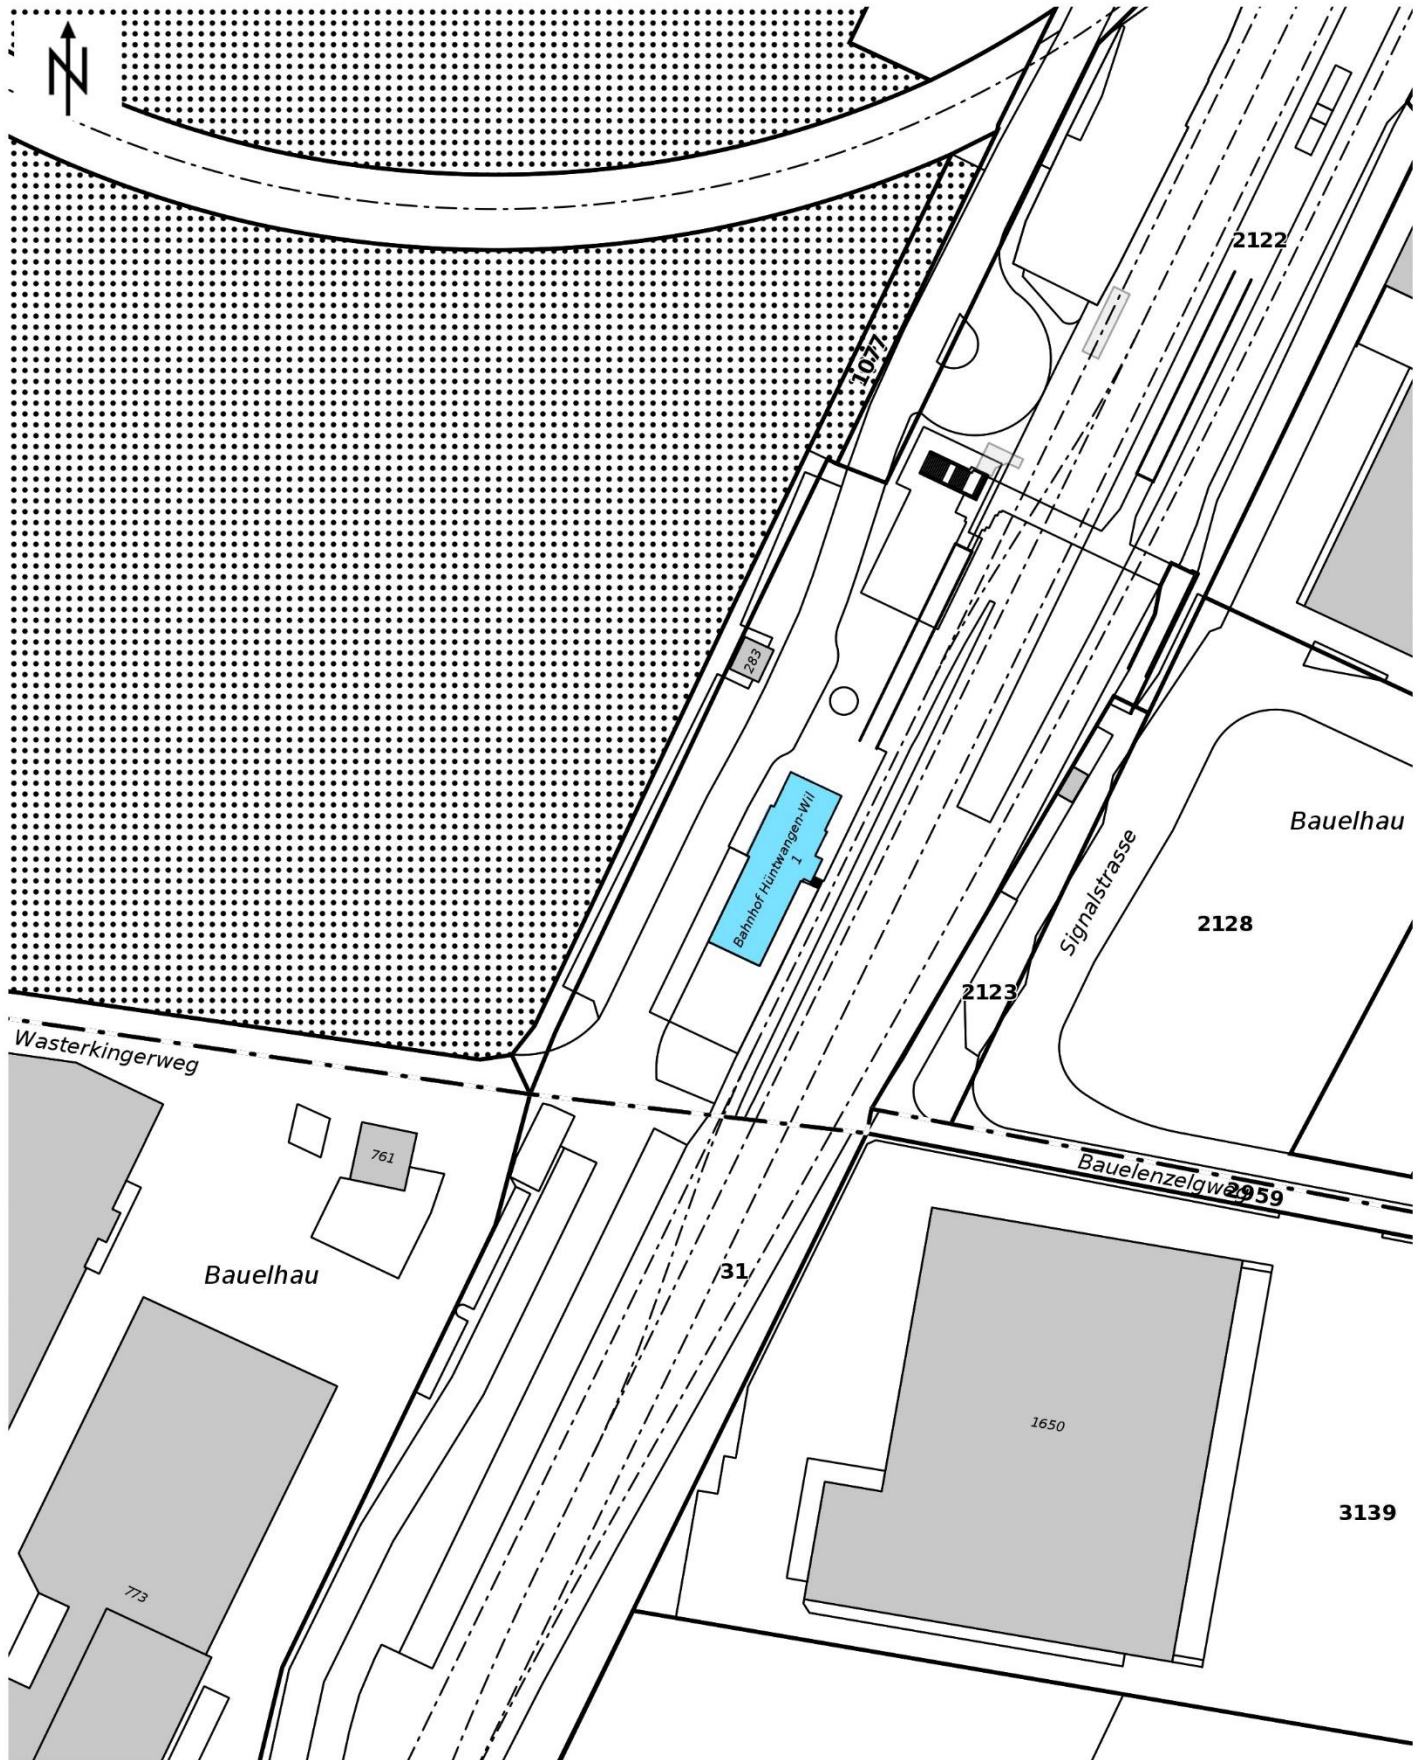 N
2122
1077
283
Bahnhof Hüntwangen-Wil
1
Bauelhau
Signalstrasse
2128
2123
Wasterkingerweg
761
Bauelenzelgweg
2959
Bauelhau
31
1650
3139
773